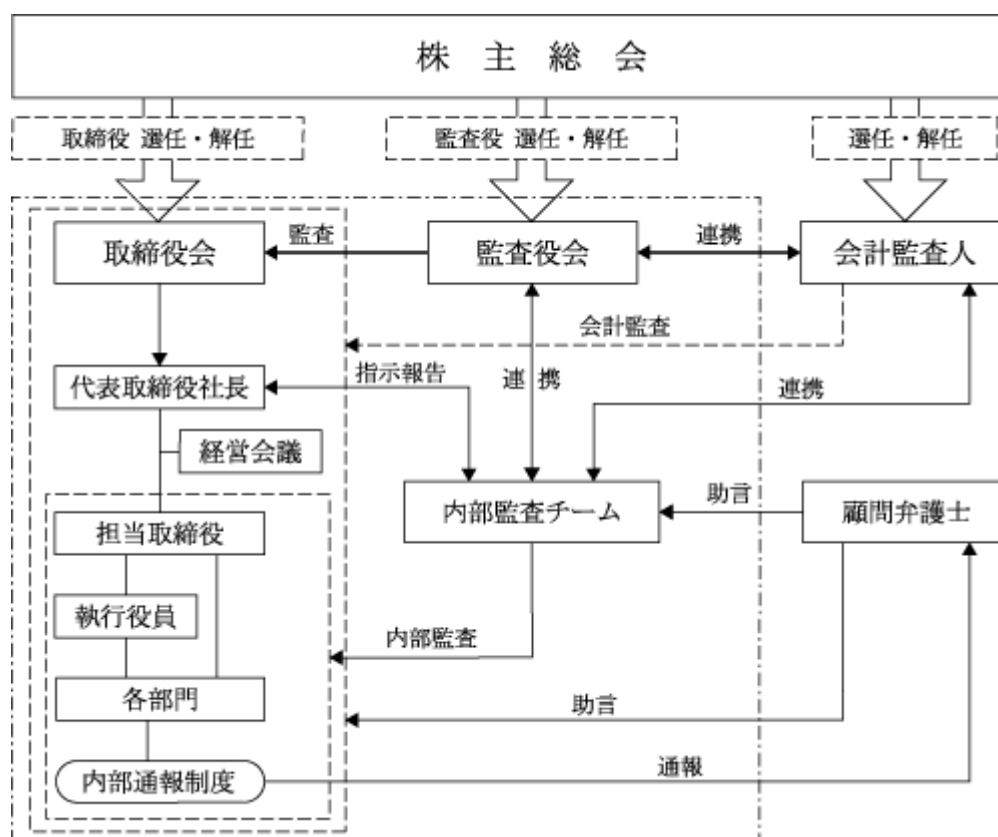 株主総会
取締役 選任・解任
監査役 選任・解任
選任・解任
取締役会
監査
監査役会
連携
会計監査人
会計監査
代表取締役社長
指示報告
連携
連携
経営会議
内部監査チーム
助言
顧問弁護士
担当取締役
執行役員
内部監査
各部門
助言
内部通報制度
通報